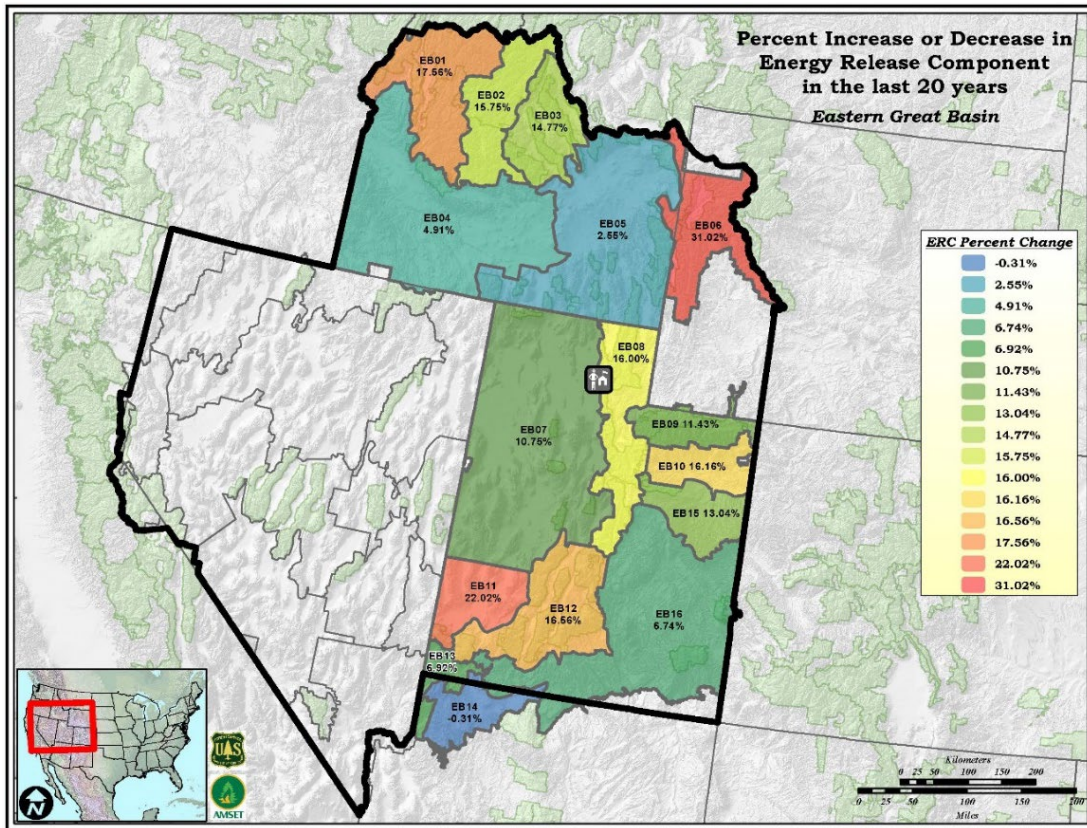 Percent Increase or Decrease in
Energy Release Component
in the last 20 years
Eastern Great Basin
EB01
17.56%
EB02
15.75%
EB03
14.77%
EB04
4.91%
EB05
2.55%
EB06
31.02%
EB07
10.75%
EB08
16.00%
EB09 11.43%
EB10 16.16%
EB15 13.04%
EB11
22.02%
EB12
16.56%
EB16
6.74%
EB13
6.92%
EB14
-0.31%
ERC Percent Change
-0.31%
2.55%
4.91%
6.74%
6.92%
10.75%
11.43%
13.04%
14.77%
15.75%
16.00%
16.16%
16.56%
17.56%
22.02%
31.02%
N
UAS
AMSET
Kilometers
0 25 50 100 150 200
0 25 50 100 150 200
Miles